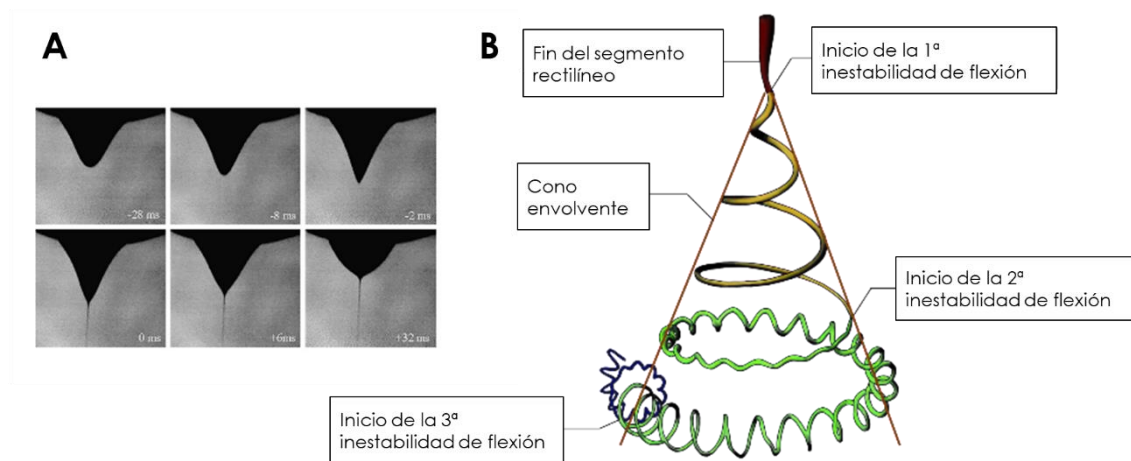 A
-28 ms
-8 ms
-2 ms
0 ms
+6ms
+32 ms
B
Fin del segmento
rectilíneo
Inicio de la 1ª
inestabilidad de flexión
Cono
envolvente
Inicio de la 2ª
inestabilidad de flexión
Inicio de la 3ª
inestabilidad de flexión